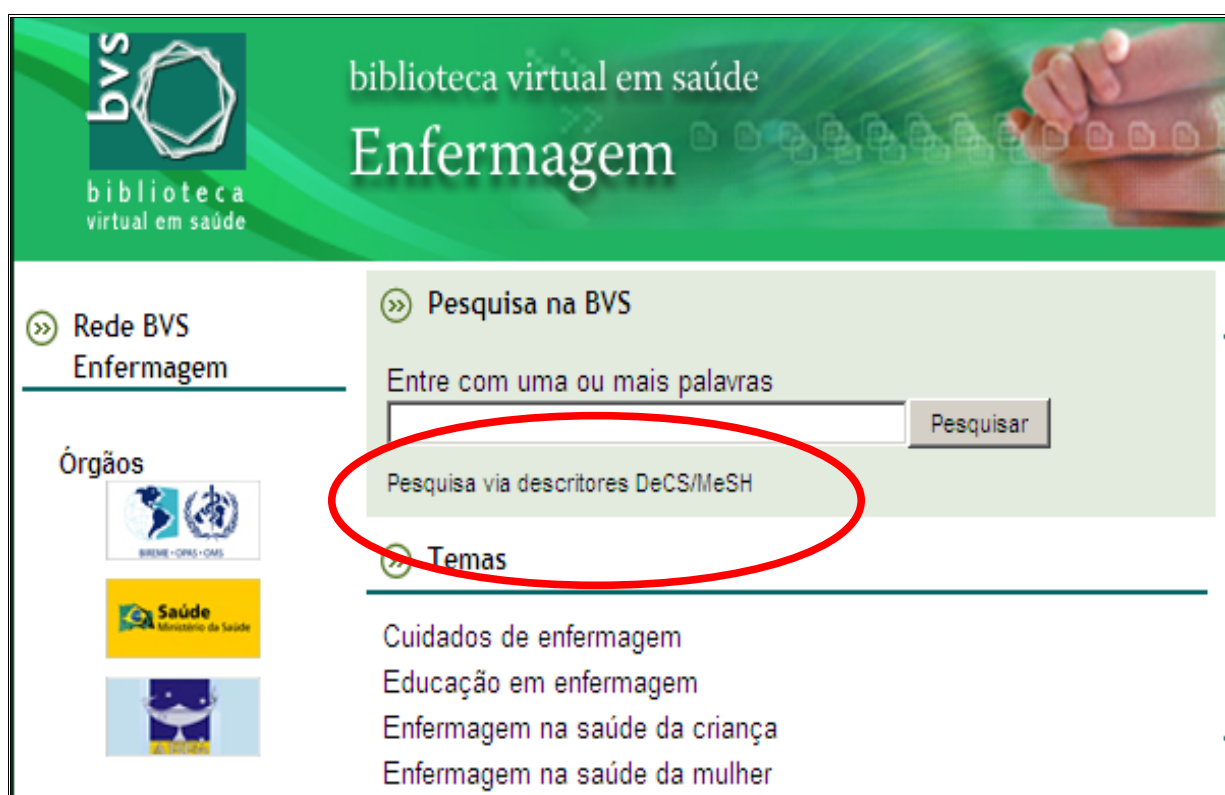 bvs
biblioteca
virtual em saúde
biblioteca virtual em saúde
Enfermagem
Rede BVS
Enfermagem
Órgãos
BIREME • OPAS • OMS
Saúde
Ministério da Saúde
Pesquisa na BVS
Entre com uma ou mais palavras
Pesquisar
Pesquisa via descritores DeCS/MeSH
Temas
Cuidados de enfermagem
Educação em enfermagem
Enfermagem na saúde da criança
Enfermagem na saúde da mulher